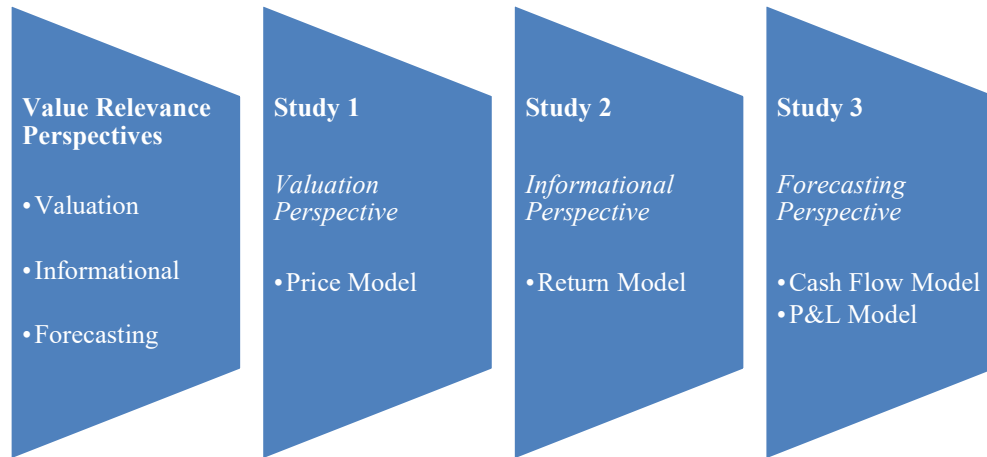 Value Relevance
Perspectives
•Valuation
•Informational
•Forecasting
Study 1
Valuation
Perspective
•Price Model
Study 2
Informational
Perspective
•Return Model
Study 3
Forecasting
Perspective
•Cash Flow Model
•P&L Model